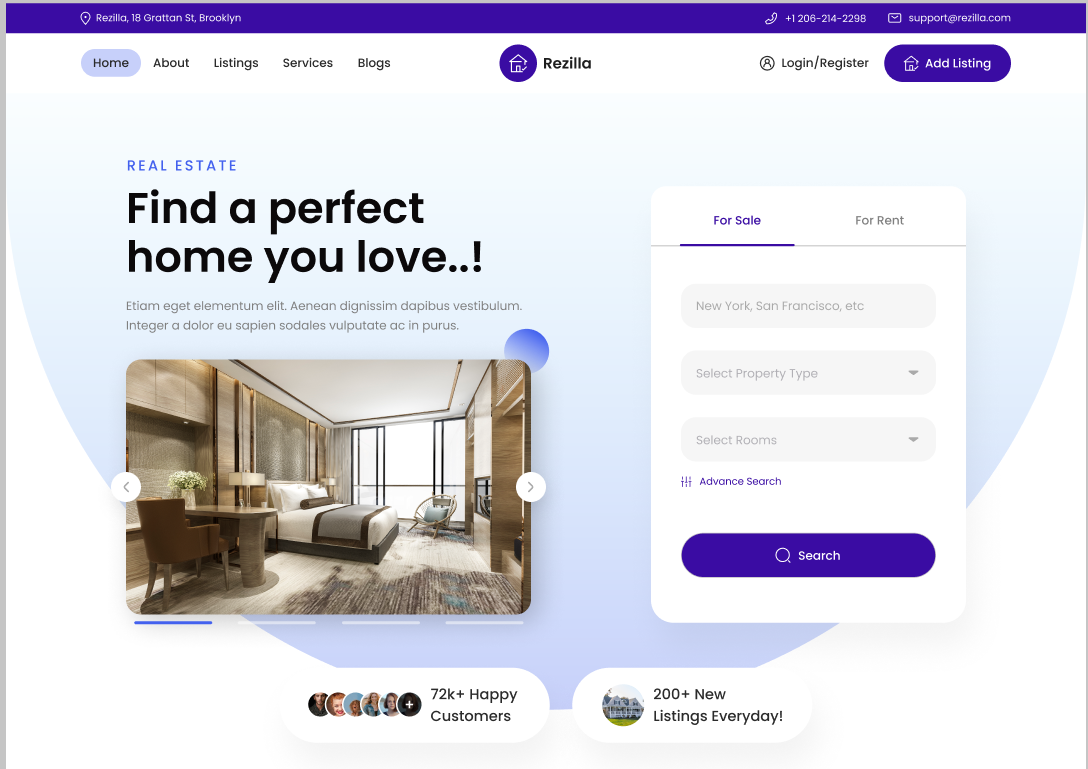 Rezilla, 18 Grattan St, Brooklyn
+1 206-214-2298
support@rezilla.com
Home
About
Listings
Services
Blogs
Rezilla
Login/Register
Add Listing
REAL ESTATE
Find a perfect
home you love..!
Etiam eget elementum elit. Aenean dignissim dapibus vestibulum.
Integer a dolor eu sapien sodales vulputate ac in purus.
For Sale
For Rent
New York, San Francisco, etc
Select Property Type
Select Rooms
Advance Search
Search
72k+ Happy
Customers
200+ New
Listings Everyday!